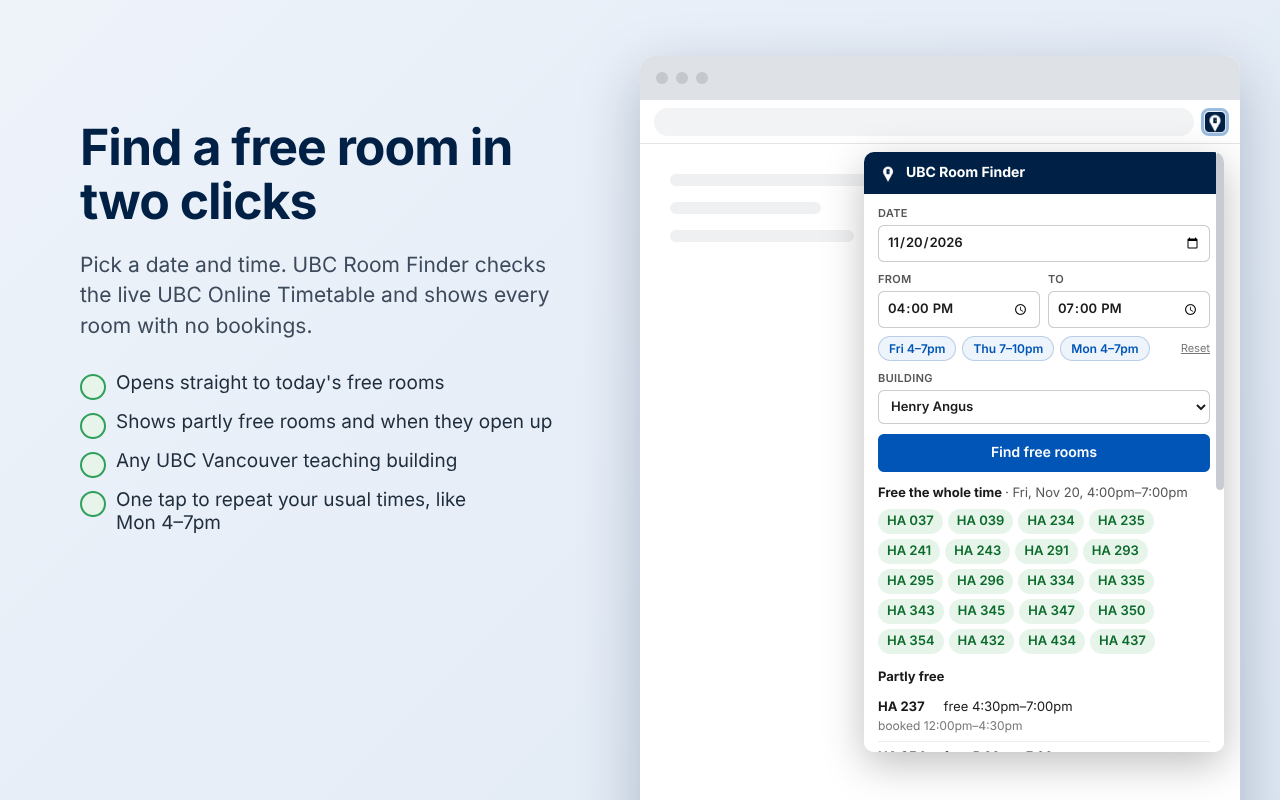 Find a free room in
two clicks
Pick a date and time. UBC Room Finder checks
the live UBC Online Timetable and shows every
room with no bookings.
Opens straight to today's free rooms
Shows partly free rooms and when they open up
Any UBC Vancouver teaching building
One tap to repeat your usual times, like
Mon 4–7pm
UBC Room Finder
DATE
11/20/2026
FROM TO
04:00 PM 07:00 PM
Fri 4–7pm Thu 7–10pm Mon 4–7pm Reset
BUILDING
Henry Angus
Find free rooms
Free the whole time · Fri, Nov 20, 4:00pm–7:00pm
HA 037 HA 039 HA 234 HA 235
HA 241 HA 243 HA 291 HA 293
HA 295 HA 296 HA 334 HA 335
HA 343 HA 345 HA 347 HA 350
HA 354 HA 432 HA 434 HA 437
Partly free
HA 237 free 4:30pm–7:00pm
booked 12:00pm–4:30pm